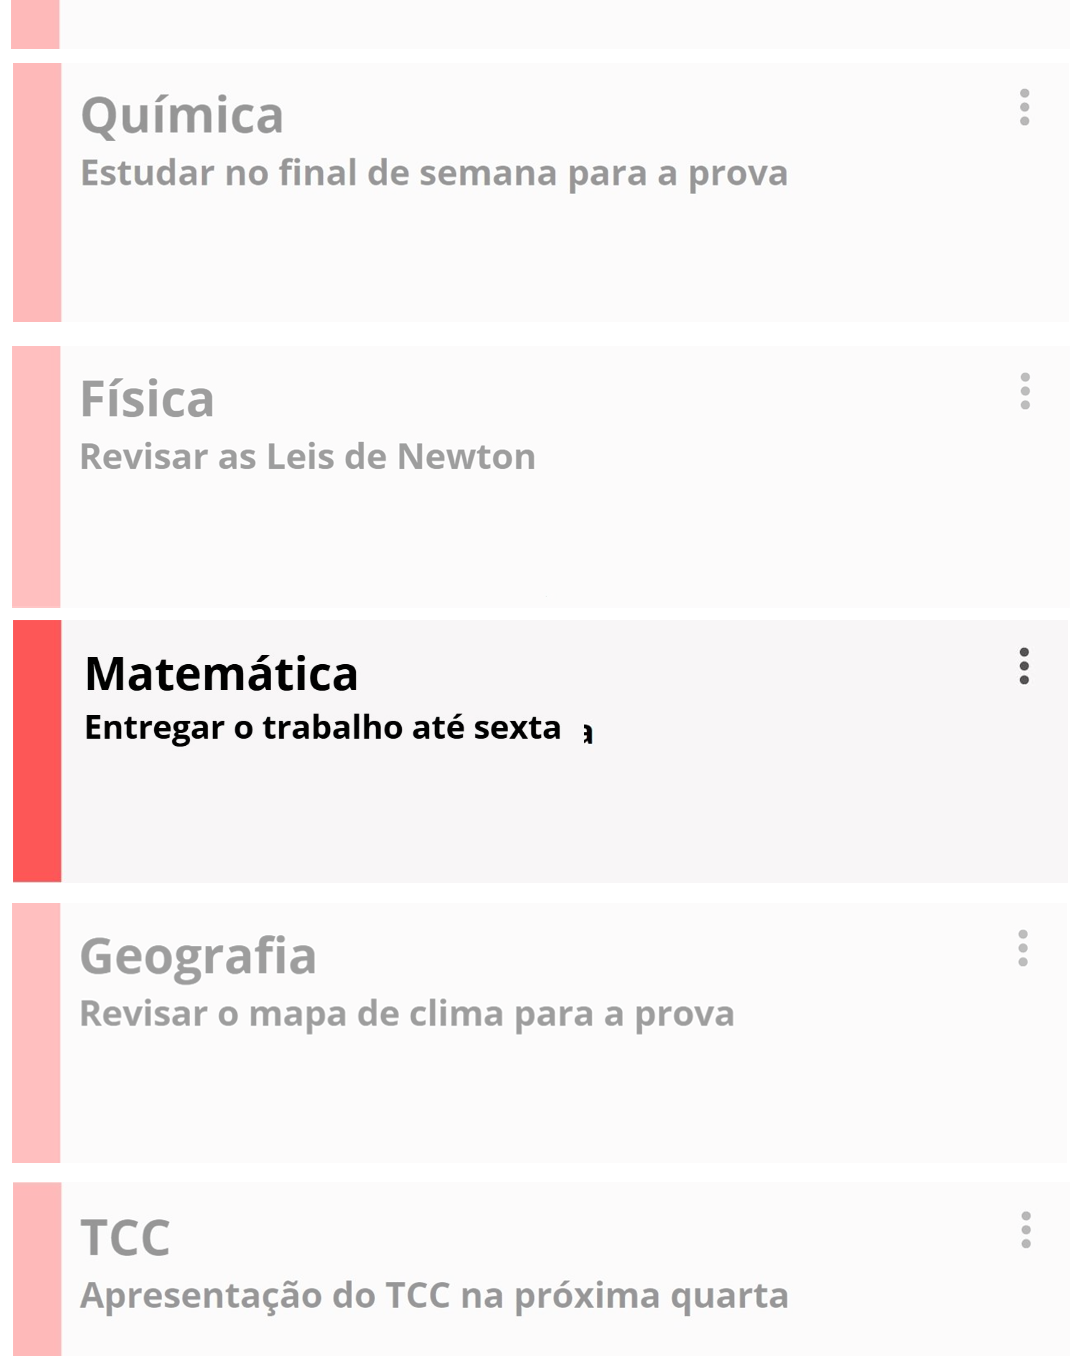 Química
Estudar no final de semana para a prova
Física
Revisar as Leis de Newton
Matemática
Entregar o trabalho até sexta a
Geografia
Revisar o mapa de clima para a prova
TCC
Apresentação do TCC na próxima quarta